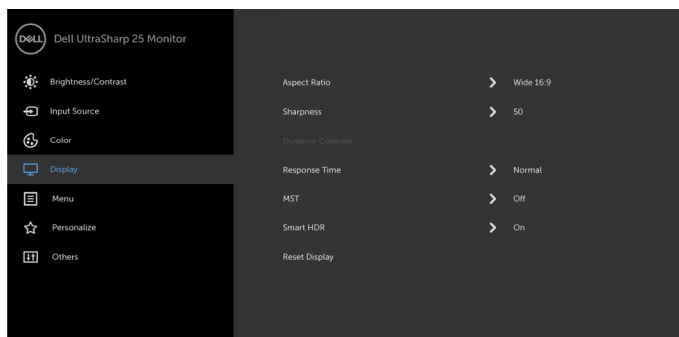 DELL Dell UltraSharp 25 Monitor
Brightness/Contrast
Aspect Ratio Wide 16:9
Input Source
Sharpness 50
Color
Dynamic Contrast
Display
Response Time Normal
Menu
MST Off
Personalize
Smart HDR On
Others
Reset Display